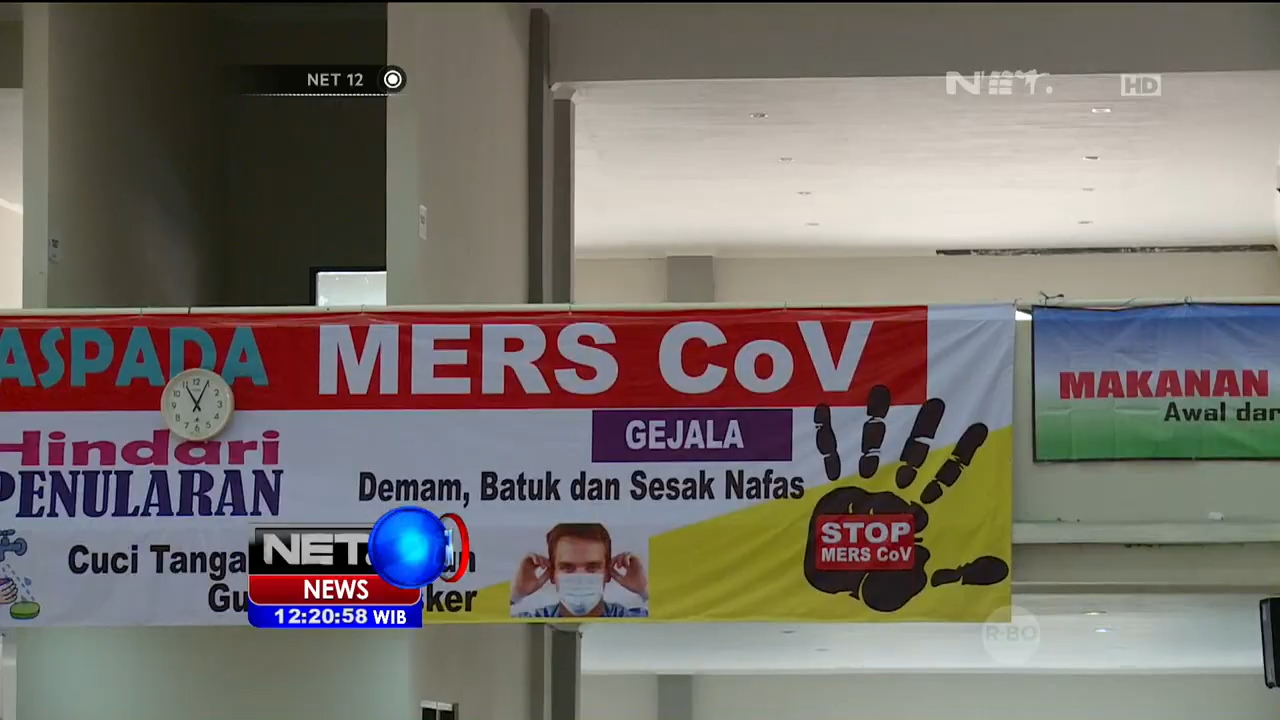 NET 12
NET.
HD
ASPADA MERS CoV
Hindari
PENULARAN
GEJALA
Demam, Batuk dan Sesak Nafas
Cuci Tanga
Gu
ker
STOP
MERS CoV
MAKANAN
Awal dar
NET
NEWS
12:20:58 WIB
R-BO